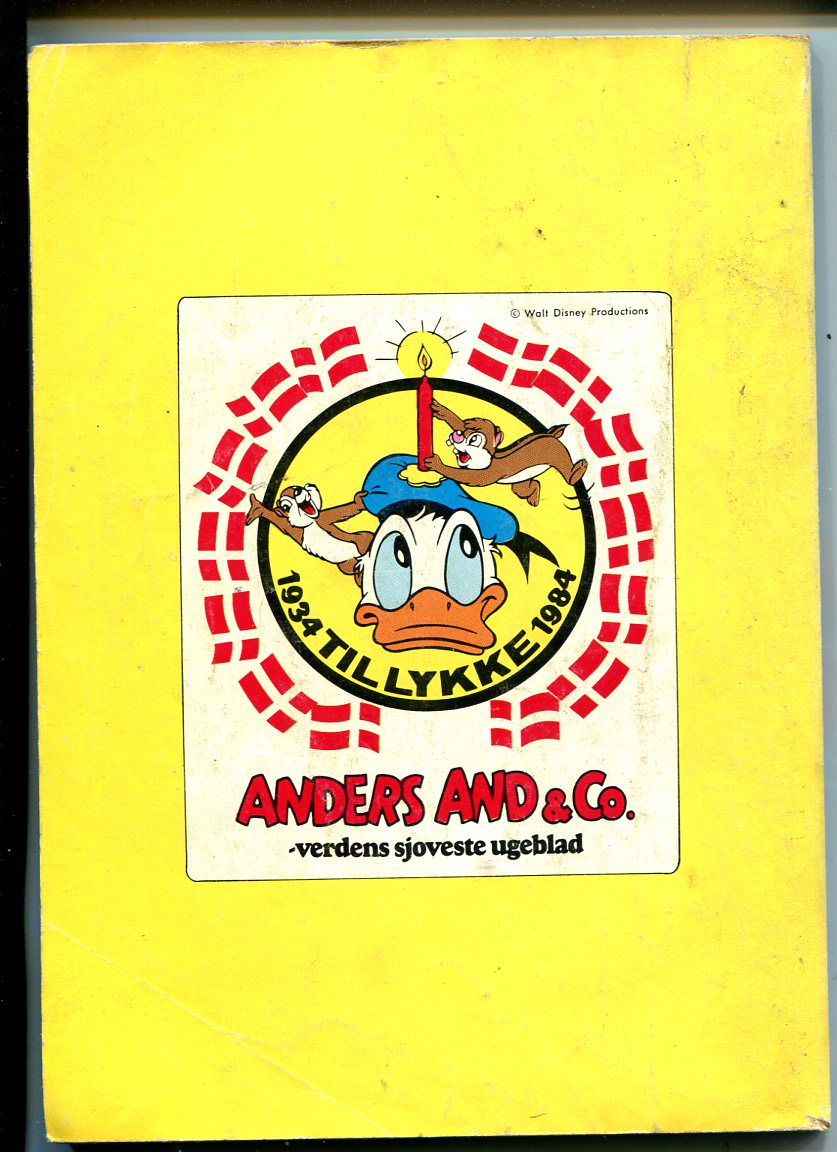 © Walt Disney Productions
1934 TILLYKKE 1984
ANDERS AND & Co.
-verdens sjoveste ugeblad